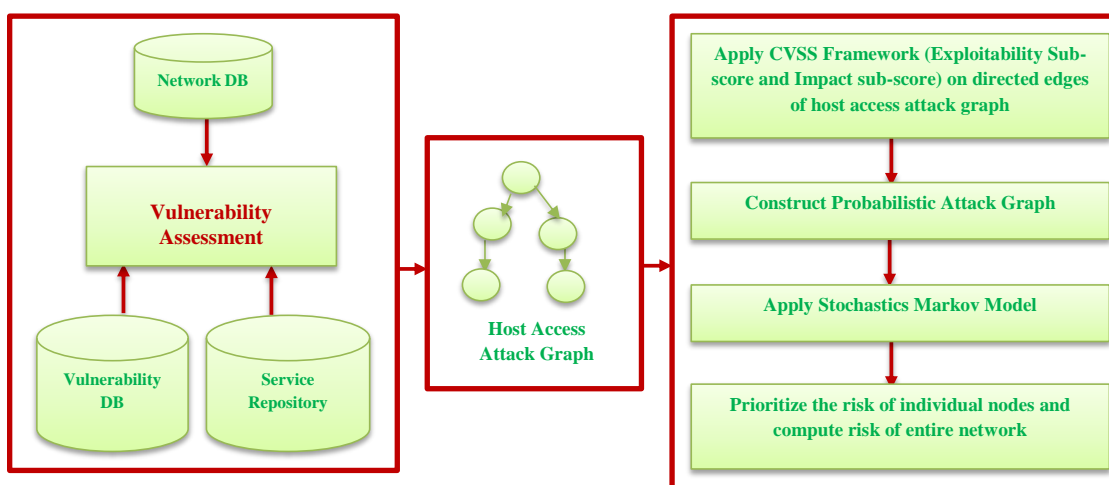 Network DB
Vulnerability
Assessment
Vulnerability
DB
Service
Repository
Host Access
Attack Graph
Apply CVSS Framework (Exploitability Sub-
score and Impact sub-score) on directed edges
of host access attack graph
Construct Probabilistic Attack Graph
Apply Stochastics Markov Model
Prioritize the risk of individual nodes and
compute risk of entire network